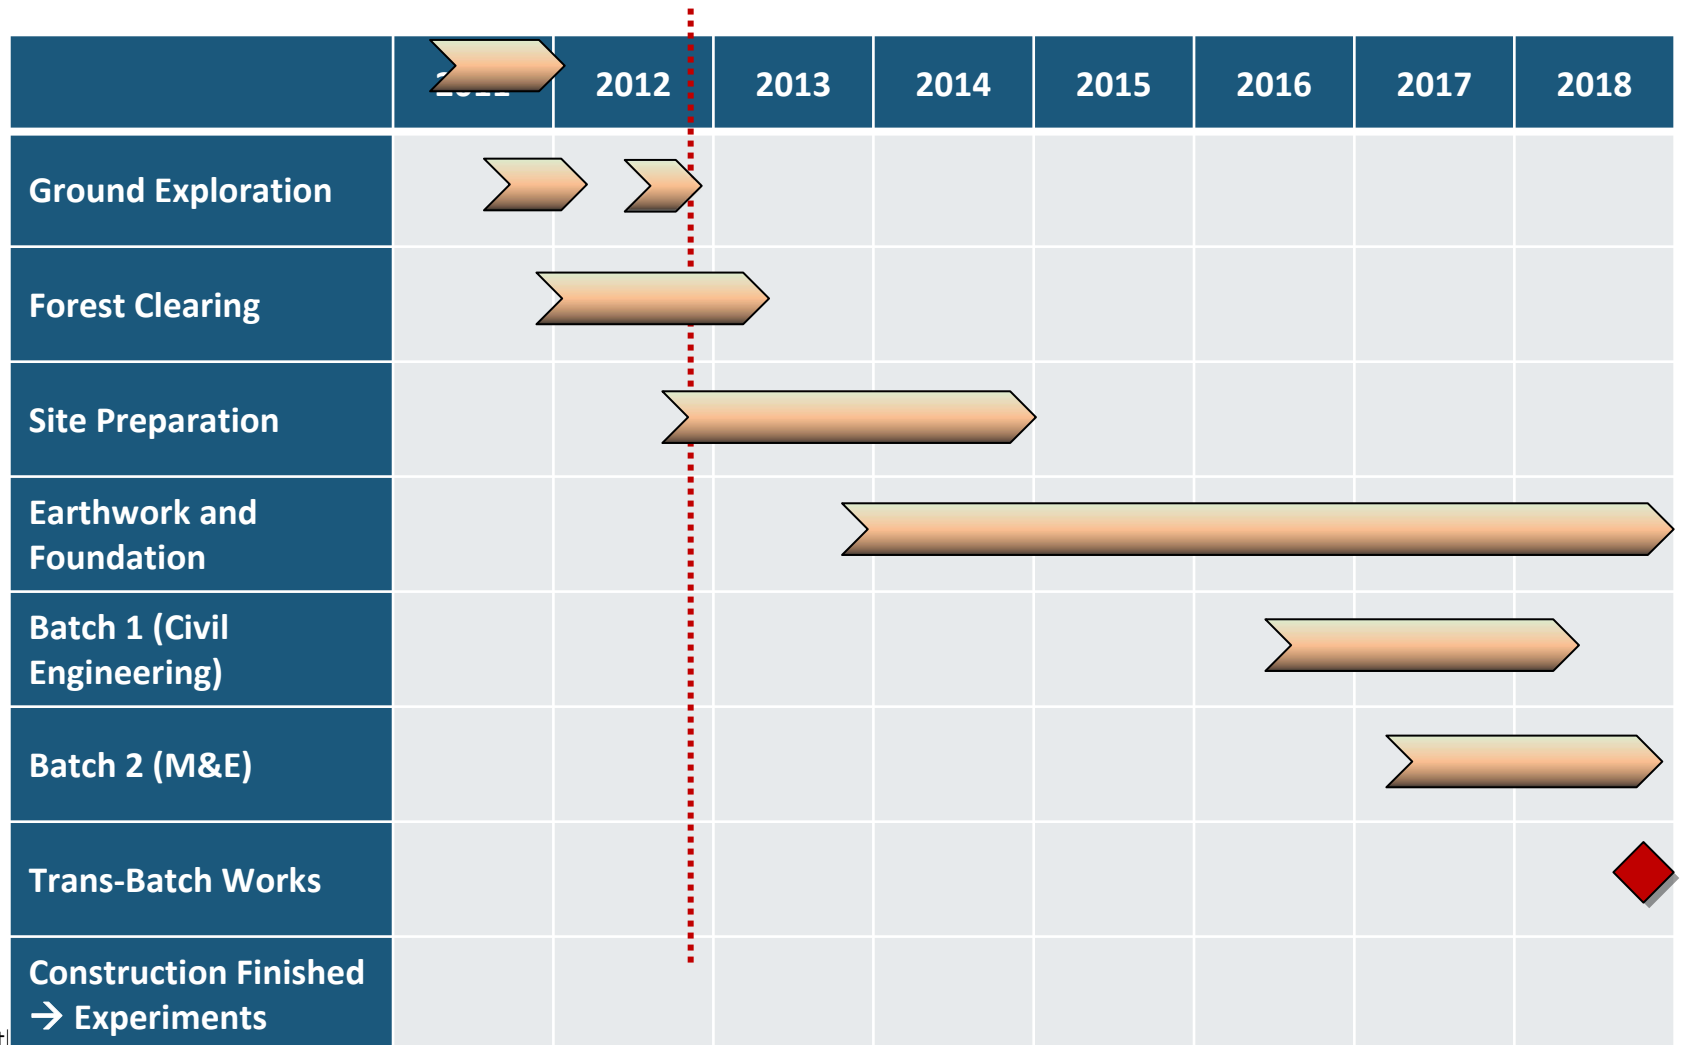 2012 2013 2014 2015 2016 2017 2018
Ground Exploration
Forest Clearing
Site Preparation
Earthwork and
Foundation
Batch 1 (Civil
Engineering)
Batch 2 (M&E)
Trans-Batch Works
Construction Finished
→ Experiments